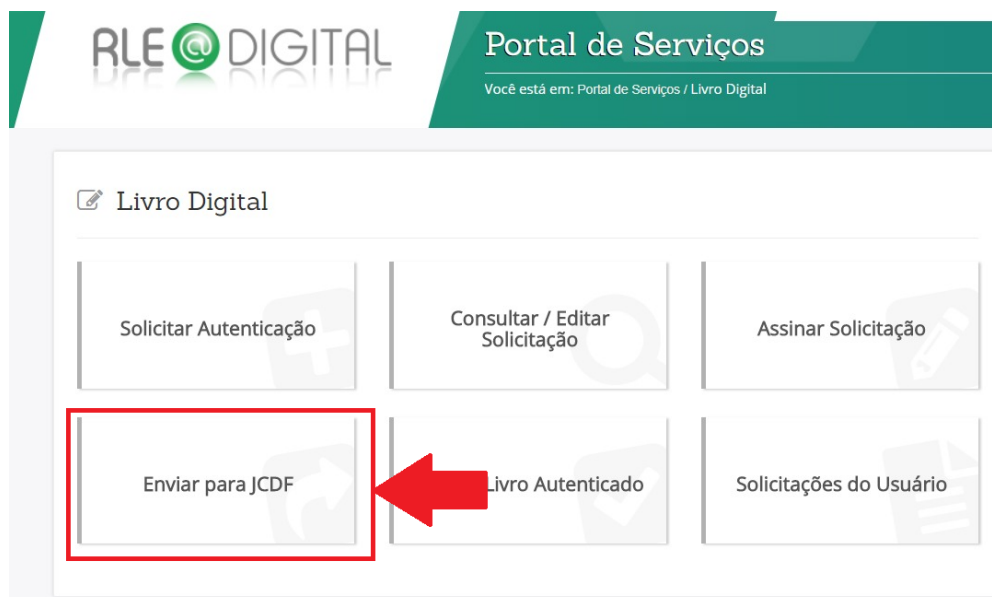 RLE@DIGITAL
Portal de Serviços
Você está em: Portal de Serviços / Livro Digital
Livro Digital
Solicitar Autenticação
Consultar / Editar
Solicitação
Assinar Solicitação
Enviar para JCDF
Livro Autenticado
Solicitações do Usuário